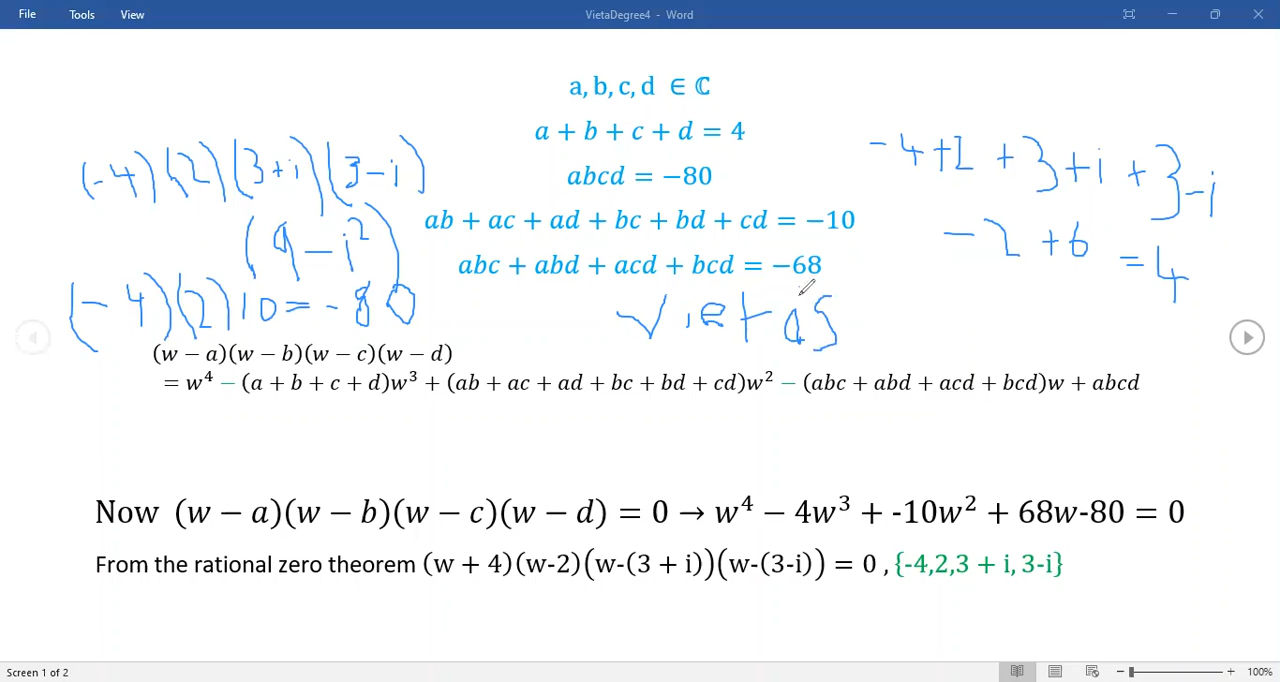 File Tools View VietaDegree4 - Word
a, b, c, d ∈ ℂ
a + b + c + d = 4
abcd = −80
ab + ac + ad + bc + bd + cd = −10
abc + abd + acd + bcd = −68
(-4)(2)(3+i)(3-i)
(9-i²)
(-4)(2)10=-80
-4+2+3+i+3-i
-2+6=4
Vietas
(w − a)(w − b)(w − c)(w − d)
= w⁴ − (a + b + c + d)w³ + (ab + ac + ad + bc + bd + cd)w² − (abc + abd + acd + bcd)w + abcd
Now (w − a)(w − b)(w − c)(w − d) = 0 → w⁴ − 4w³ + -10w² + 68w-80 = 0
From the rational zero theorem (w + 4)(w-2)(w-(3 + i))(w-(3-i)) = 0 , {-4,2,3 + i, 3-i}
Screen 1 of 2 100%